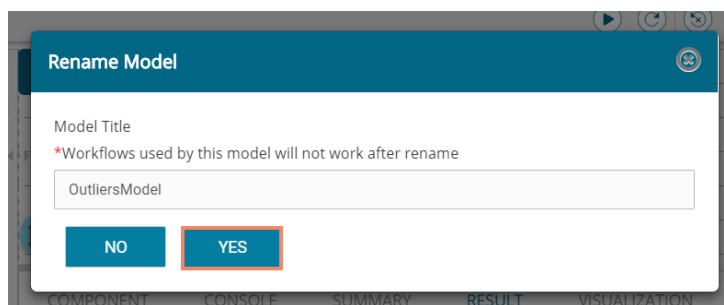 Rename Model
Model Title
*Workflows used by this model will not work after rename
OutliersModel
NO YES
COMPONENT CONSOLE SUMMARY RESULT VISUALIZATION